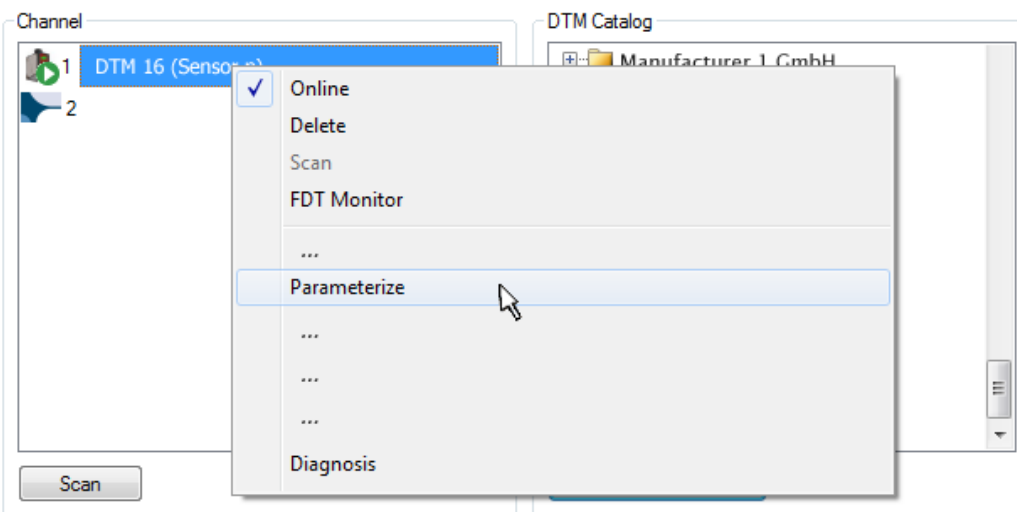 Channel
DTM Catalog
1 DTM 16 (Sensor p)
Manufacturer 1 GmbH
2
Online
Delete
Scan
FDT Monitor
...
Parameterize
...
...
...
Diagnosis
Scan